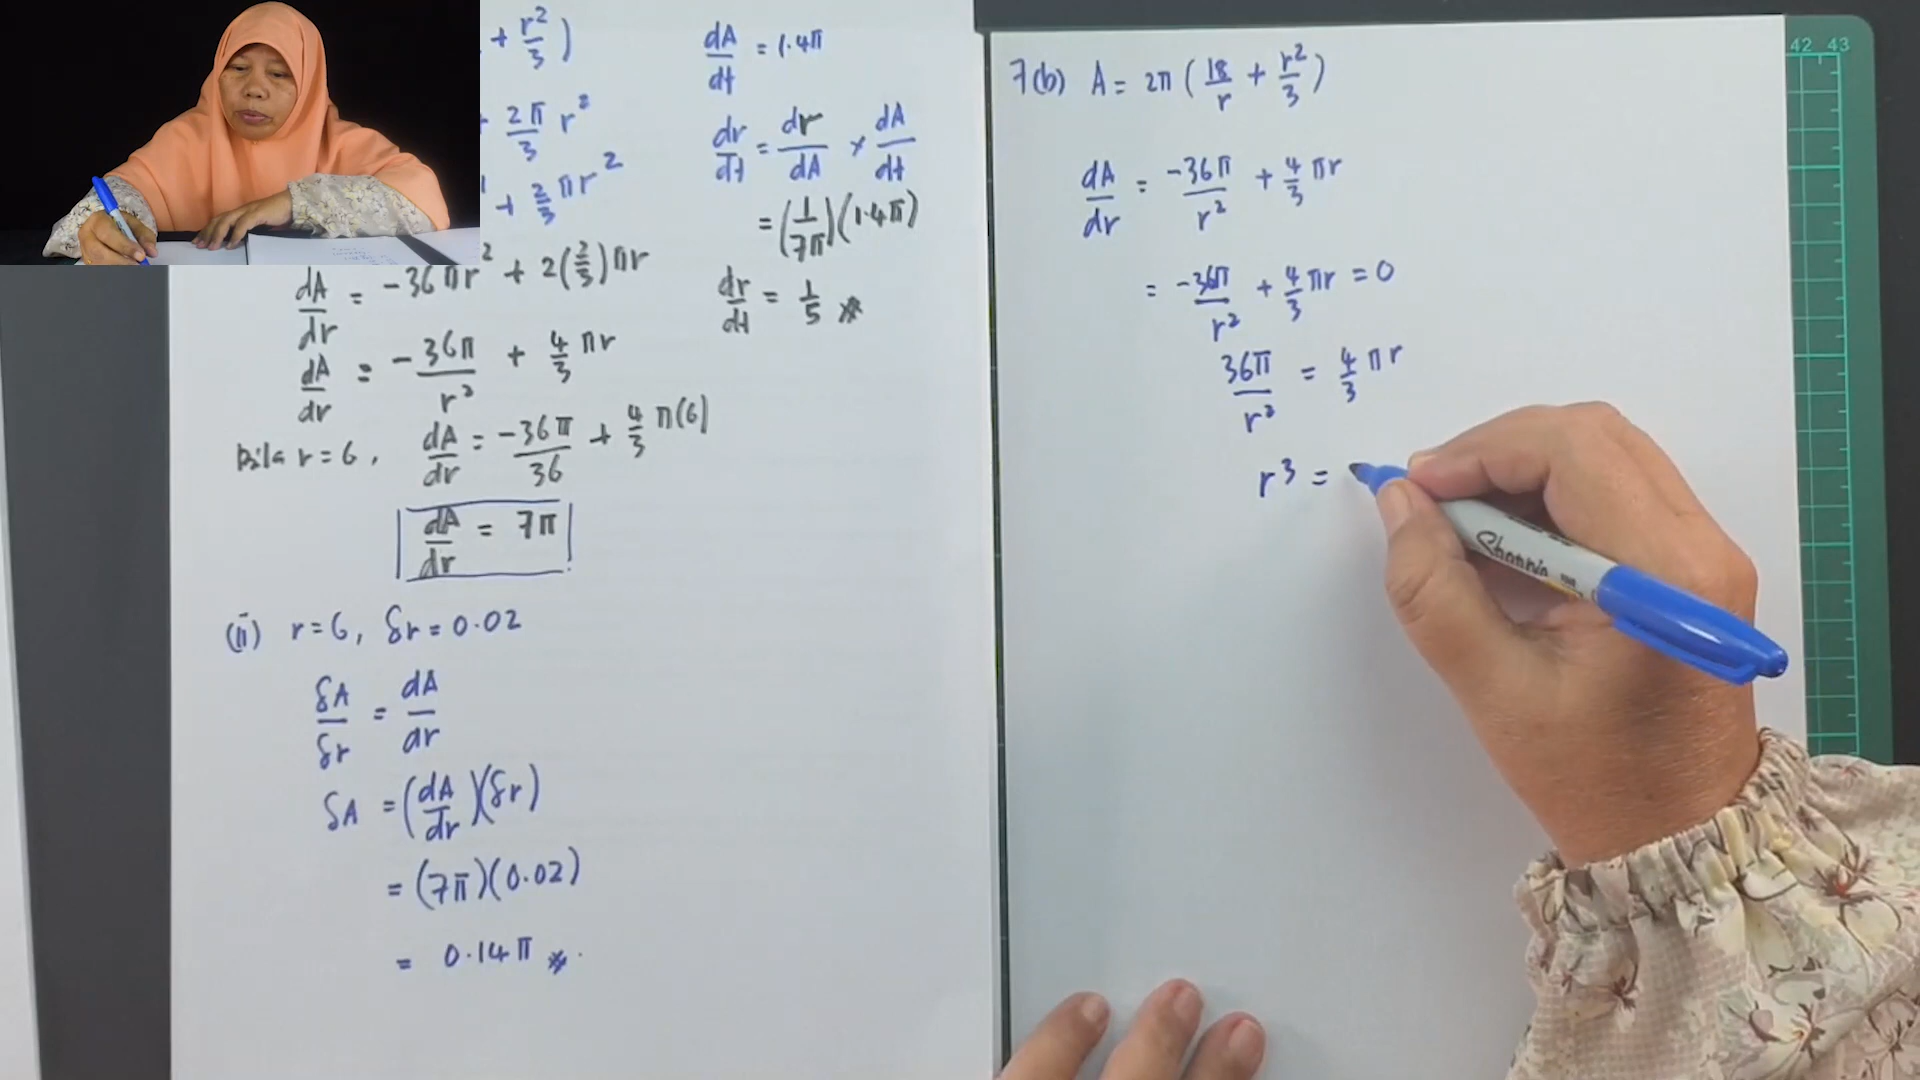 + r²/3 )
2π/3 r²
+ 2/3 πr²
dA/dr = -36πr² + 2(2/3)πr
dA/dr = -36π/r² + 4/3 πr
Bila r = 6, dA/dr = -36π/36 + 4/3 π(6)
dA/dr = 7π
(ii) r = 6, δr = 0.02
δA/δr = dA/dr
δA = (dA/dr)(δr)
= (7π)(0.02)
= 0.14π
dA/dt = 1.4π
dr/dt = dr/dA × dA/dt
= (1/7π)(1.4π)
dr/dt = 1/5
7(b) A = 2π ( 18/r + r²/3 )
dA/dr = -36π/r² + 4/3 πr
= -36π/r² + 4/3 πr = 0
36π/r² = 4/3 πr
r³ =
42 43